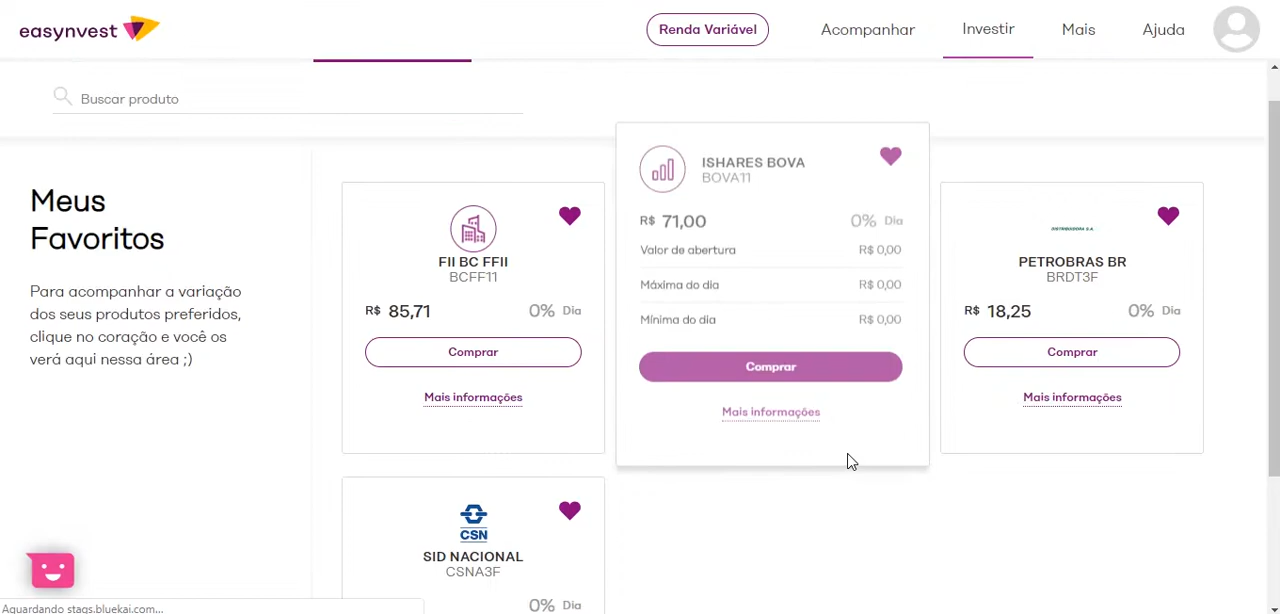 easynvest
Renda Variável
Acompanhar
Investir
Mais
Ajuda
Buscar produto
Meus
Favoritos
Para acompanhar a variação
dos seus produtos preferidos,
clique no coração e você os
verá aqui nessa área ;)
FII BC FFII
BCFF11
R$ 85,71 0% Dia
Comprar
Mais informações
ISHARES BOVA
BOVA11
R$ 71,00 0% Dia
Valor de abertura R$ 0,00
Máxima do dia R$ 0,00
Mínima do dia R$ 0,00
Comprar
Mais informações
DISTRIBUIDORA S.A.
PETROBRAS BR
BRDT3F
R$ 18,25 0% Dia
Comprar
Mais informações
CSN
SID NACIONAL
CSNA3F
0% Dia
Aguardando stags.bluekai.com...